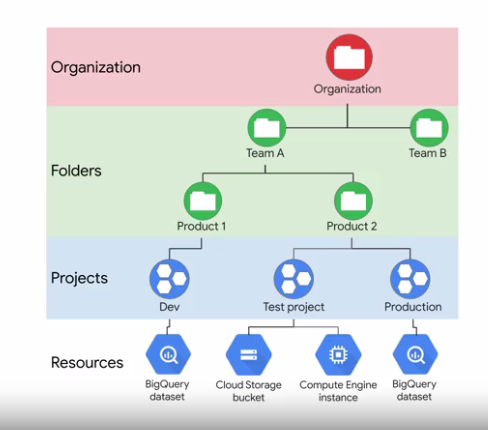 Organization
Organization
Team A
Team B
Folders
Product 1
Product 2
Projects
Dev
Test project
Production
Resources
BigQuery
dataset
Cloud Storage
bucket
Compute Engine
instance
BigQuery
dataset